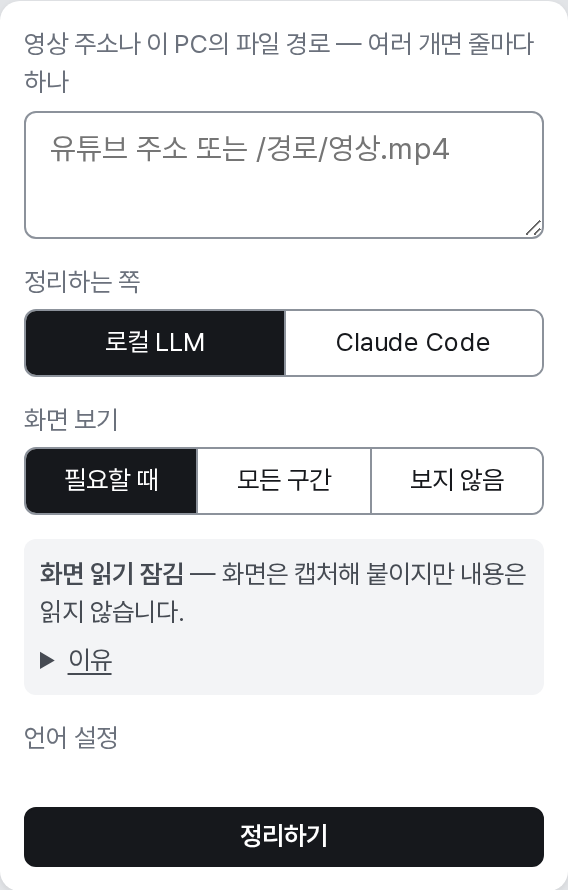 영상 주소나 이 PC의 파일 경로 — 여러 개면 줄마다
하나
유튜브 주소 또는 /경로/영상.mp4
정리하는 쪽
로컬 LLM
Claude Code
화면 보기
필요할 때
모든 구간
보지 않음
화면 읽기 잠김 — 화면은 캡처해 붙이지만 내용은
읽지 않습니다.
▶ 이유
언어 설정
정리하기